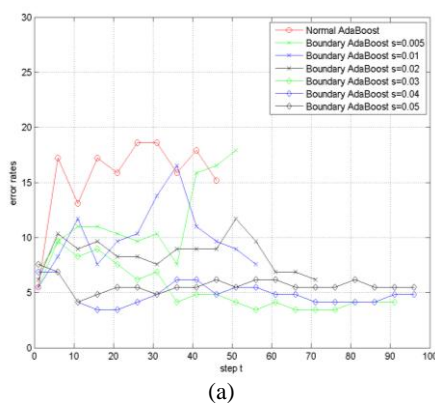 30
25
20
15
10
5
0
error rates
0 10 20 30 40 50 60 70 80 90 100
step t
Normal AdaBoost
Boundary AdaBoost s=0.005
Boundary AdaBoost s=0.01
Boundary AdaBoost s=0.02
Boundary AdaBoost s=0.03
Boundary AdaBoost s=0.04
Boundary AdaBoost s=0.05
(a)